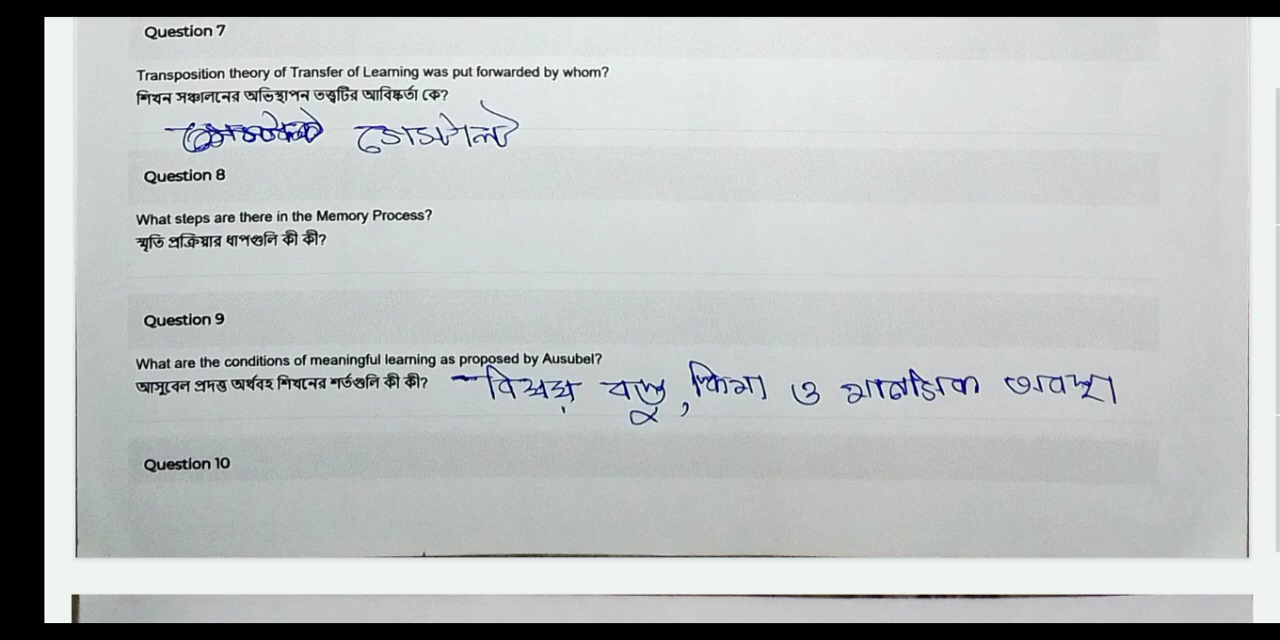 Question 7
Transposition theory of Transfer of Learning was put forwarded by whom?
শিখন সঞ্চালনের অভিস্থাপন তত্ত্বটির আবিষ্কর্তা কে?
Question 8
What steps are there in the Memory Process?
স্মৃতি প্রক্রিয়ার ধাপগুলি কী কী?
Question 9
What are the conditions of meaningful learning as proposed by Ausubel?
আসুবেল প্রদত্ত অর্থবহ শিখনের শর্তগুলি কী কী? – বিষয় বস্তু, ও মানসিক অবস্থা
Question 10